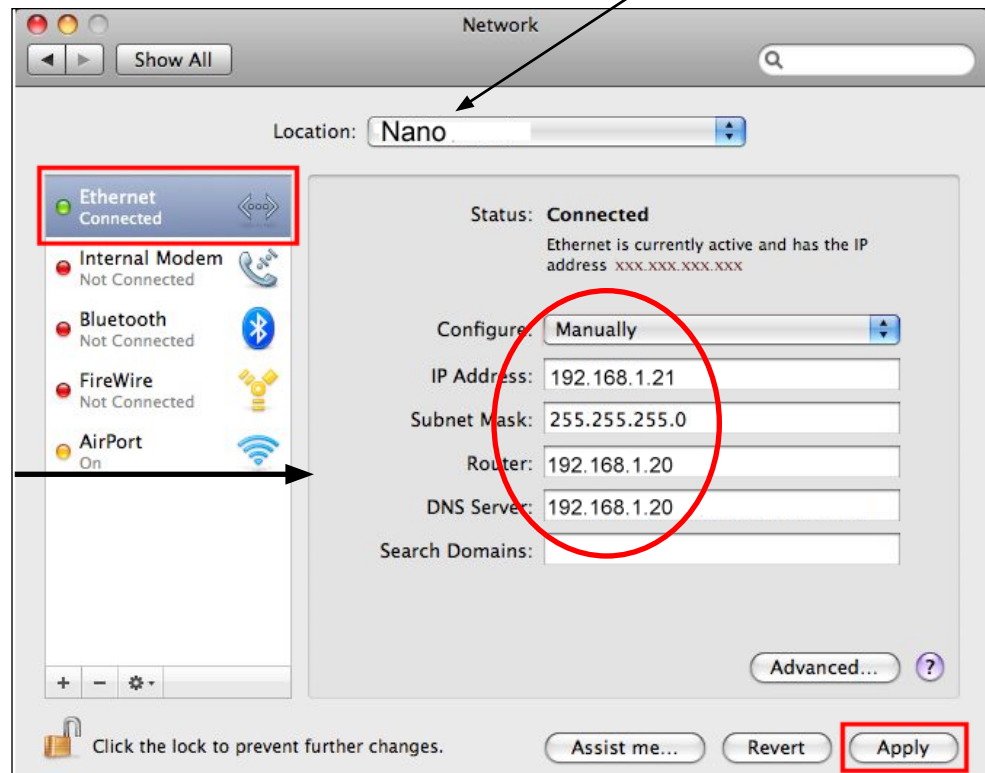 Network
Show All
Location: Nano
Ethernet
Connected
Internal Modem
Not Connected
Bluetooth
Not Connected
FireWire
Not Connected
AirPort
On
Status: Connected
Ethernet is currently active and has the IP
address xxx.xxx.xxx.xxx
Configure: Manually
IP Address: 192.168.1.21
Subnet Mask: 255.255.255.0
Router: 192.168.1.20
DNS Server: 192.168.1.20
Search Domains:
Advanced... ?
+ −
Click the lock to prevent further changes.
Assist me... Revert Apply